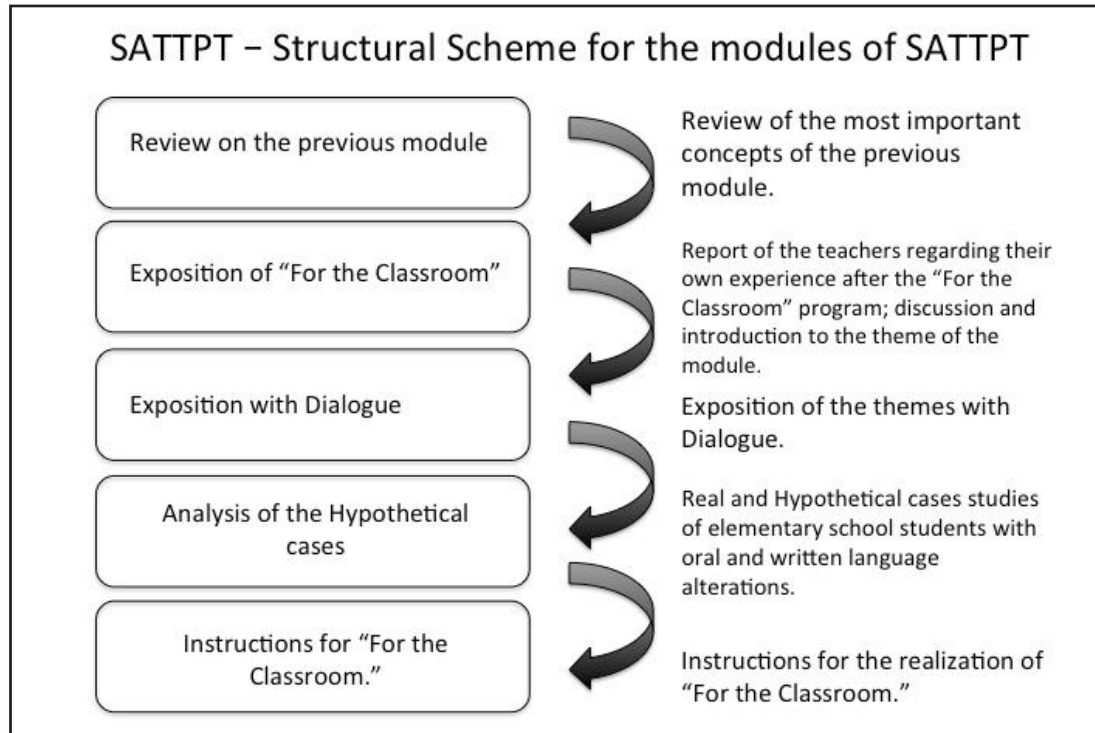 SATTPT – Structural Scheme for the modules of SATTPT
Review on the previous module
Review of the most important
concepts of the previous
module.
Exposition of “For the Classroom”
Report of the teachers regarding their
own experience after the “For the
Classroom” program; discussion and
introduction to the theme of the
module.
Exposition with Dialogue
Exposition of the themes with
Dialogue.
Analysis of the Hypothetical
cases
Real and Hypothetical cases studies
of elementary school students with
oral and written language
alterations.
Instructions for “For the
Classroom.”
Instructions for the realization of
“For the Classroom.”